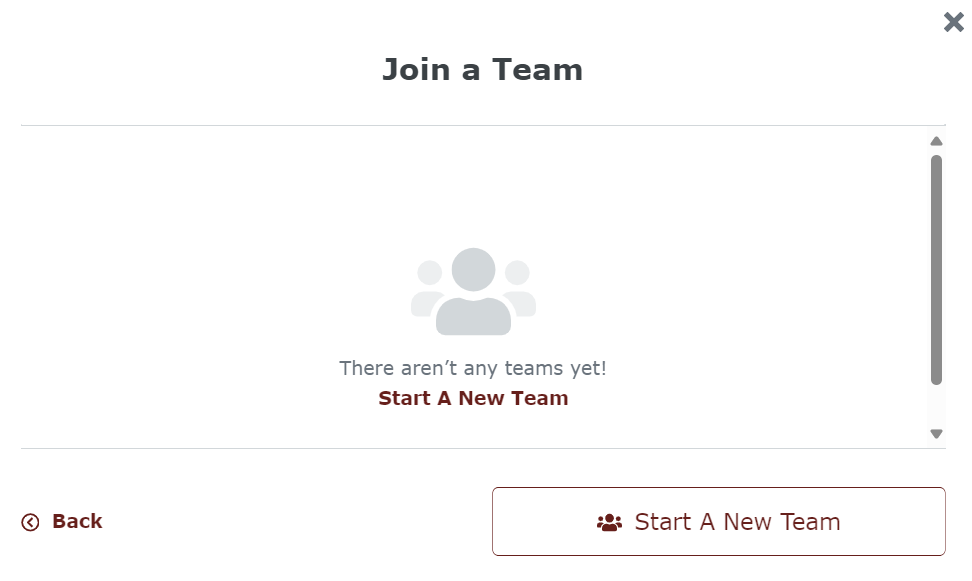 Join a Team
There aren’t any teams yet!
Start A New Team
Back
Start A New Team